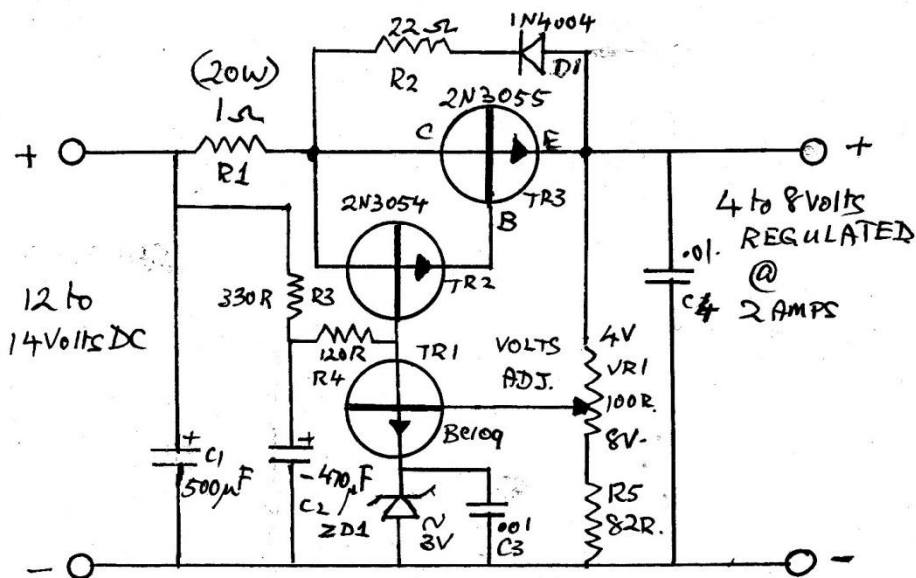 22Ω
R2
1N4004
D1
(20W)
1Ω
R1
2N3055
C
E
B
TR3
+
+
2N3054
TR2
4 to 8 Volts
REGULATED
@
2 AMPS
.01
C4
12 to
14 Volts DC
330R
R3
120R
R4
TR1
BC109
VOLTS
ADJ.
4V
VR1
100R.
8V-
+
C1
500μF
+
-470μF
C2
ZD1
~
3V
.001
C3
R5
82R.
-
-